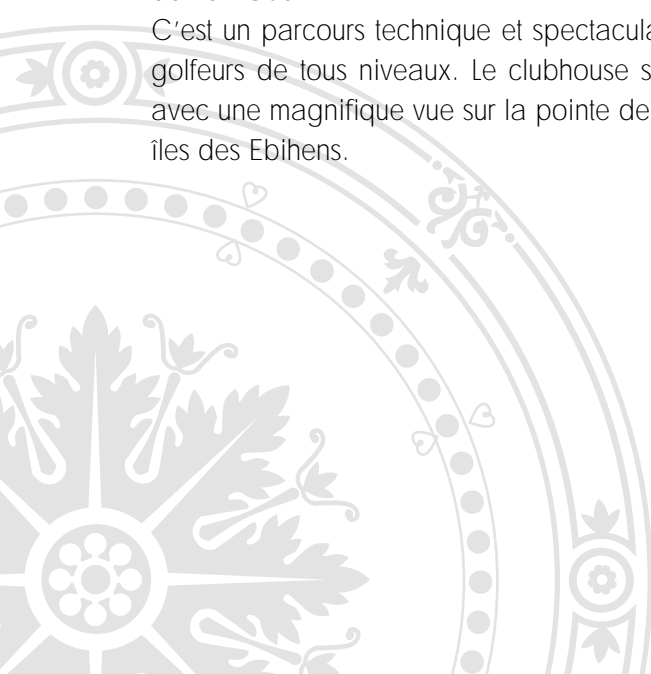 C'est un parcours technique et spectacula
golfeurs de tous niveaux. Le clubhouse s
avec une magnifique vue sur la pointe de
îles des Ebihens.